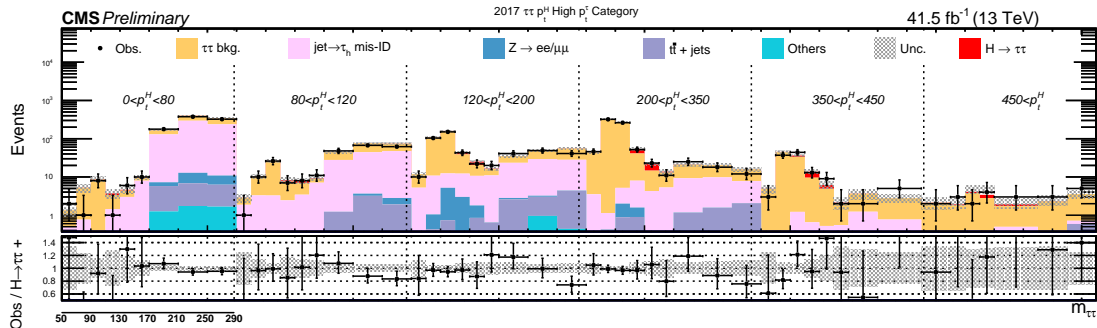 CMS Preliminary
2017 ττ p_t^H High p_t^τ Category
41.5 fb⁻¹ (13 TeV)
Obs.
ττ bkg.
jet→τ_h mis-ID
Z → ee/μμ
tt̄ + jets
Others
Unc.
H → ττ
0<p_t^H<80
80<p_t^H<120
120<p_t^H<200
200<p_t^H<350
350<p_t^H<450
450<p_t^H
Events
10⁴
10³
10²
10
1
Obs / H→ττ +
1.4
1.2
1
0.8
0.6
50 90 130 170 210 250 290
m_ττ